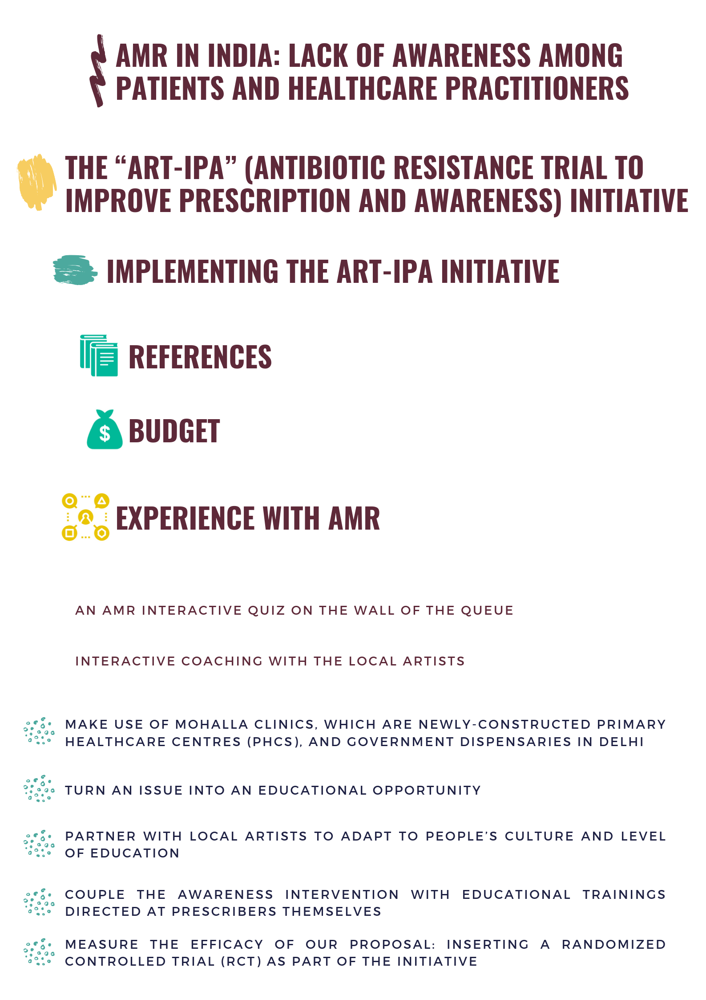 AMR IN INDIA: LACK OF AWARENESS AMONG
PATIENTS AND HEALTHCARE PRACTITIONERS
THE “ART-IPA” (ANTIBIOTIC RESISTANCE TRIAL TO
IMPROVE PRESCRIPTION AND AWARENESS) INITIATIVE
IMPLEMENTING THE ART-IPA INITIATIVE
REFERENCES
$ BUDGET
EXPERIENCE WITH AMR
AN AMR INTERACTIVE QUIZ ON THE WALL OF THE QUEUE
INTERACTIVE COACHING WITH THE LOCAL ARTISTS
MAKE USE OF MOHALLA CLINICS, WHICH ARE NEWLY-CONSTRUCTED PRIMARY
HEALTHCARE CENTRES (PHCS), AND GOVERNMENT DISPENSARIES IN DELHI
TURN AN ISSUE INTO AN EDUCATIONAL OPPORTUNITY
PARTNER WITH LOCAL ARTISTS TO ADAPT TO PEOPLE’S CULTURE AND LEVEL
OF EDUCATION
COUPLE THE AWARENESS INTERVENTION WITH EDUCATIONAL TRAININGS
DIRECTED AT PRESCRIBERS THEMSELVES
MEASURE THE EFFICACY OF OUR PROPOSAL: INSERTING A RANDOMIZED
CONTROLLED TRIAL (RCT) AS PART OF THE INITIATIVE